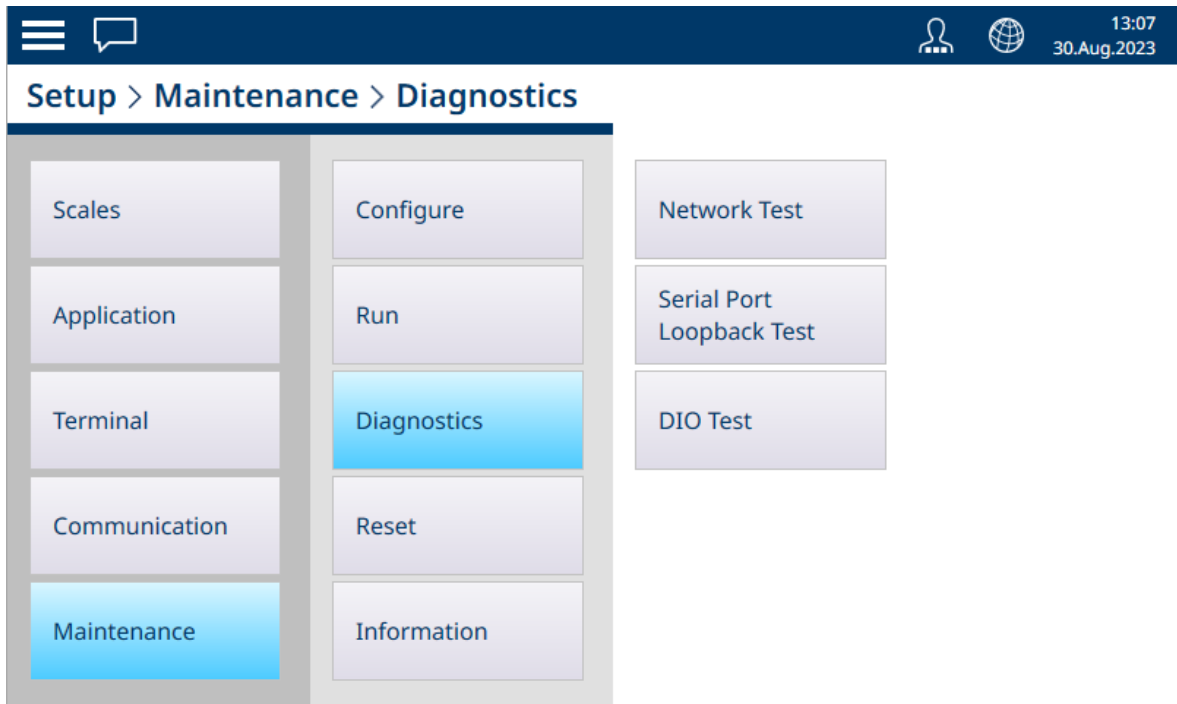 13:07
30.Aug.2023
Setup > Maintenance > Diagnostics
Scales
Application
Terminal
Communication
Maintenance
Configure
Run
Diagnostics
Reset
Information
Network Test
Serial Port
Loopback Test
DIO Test